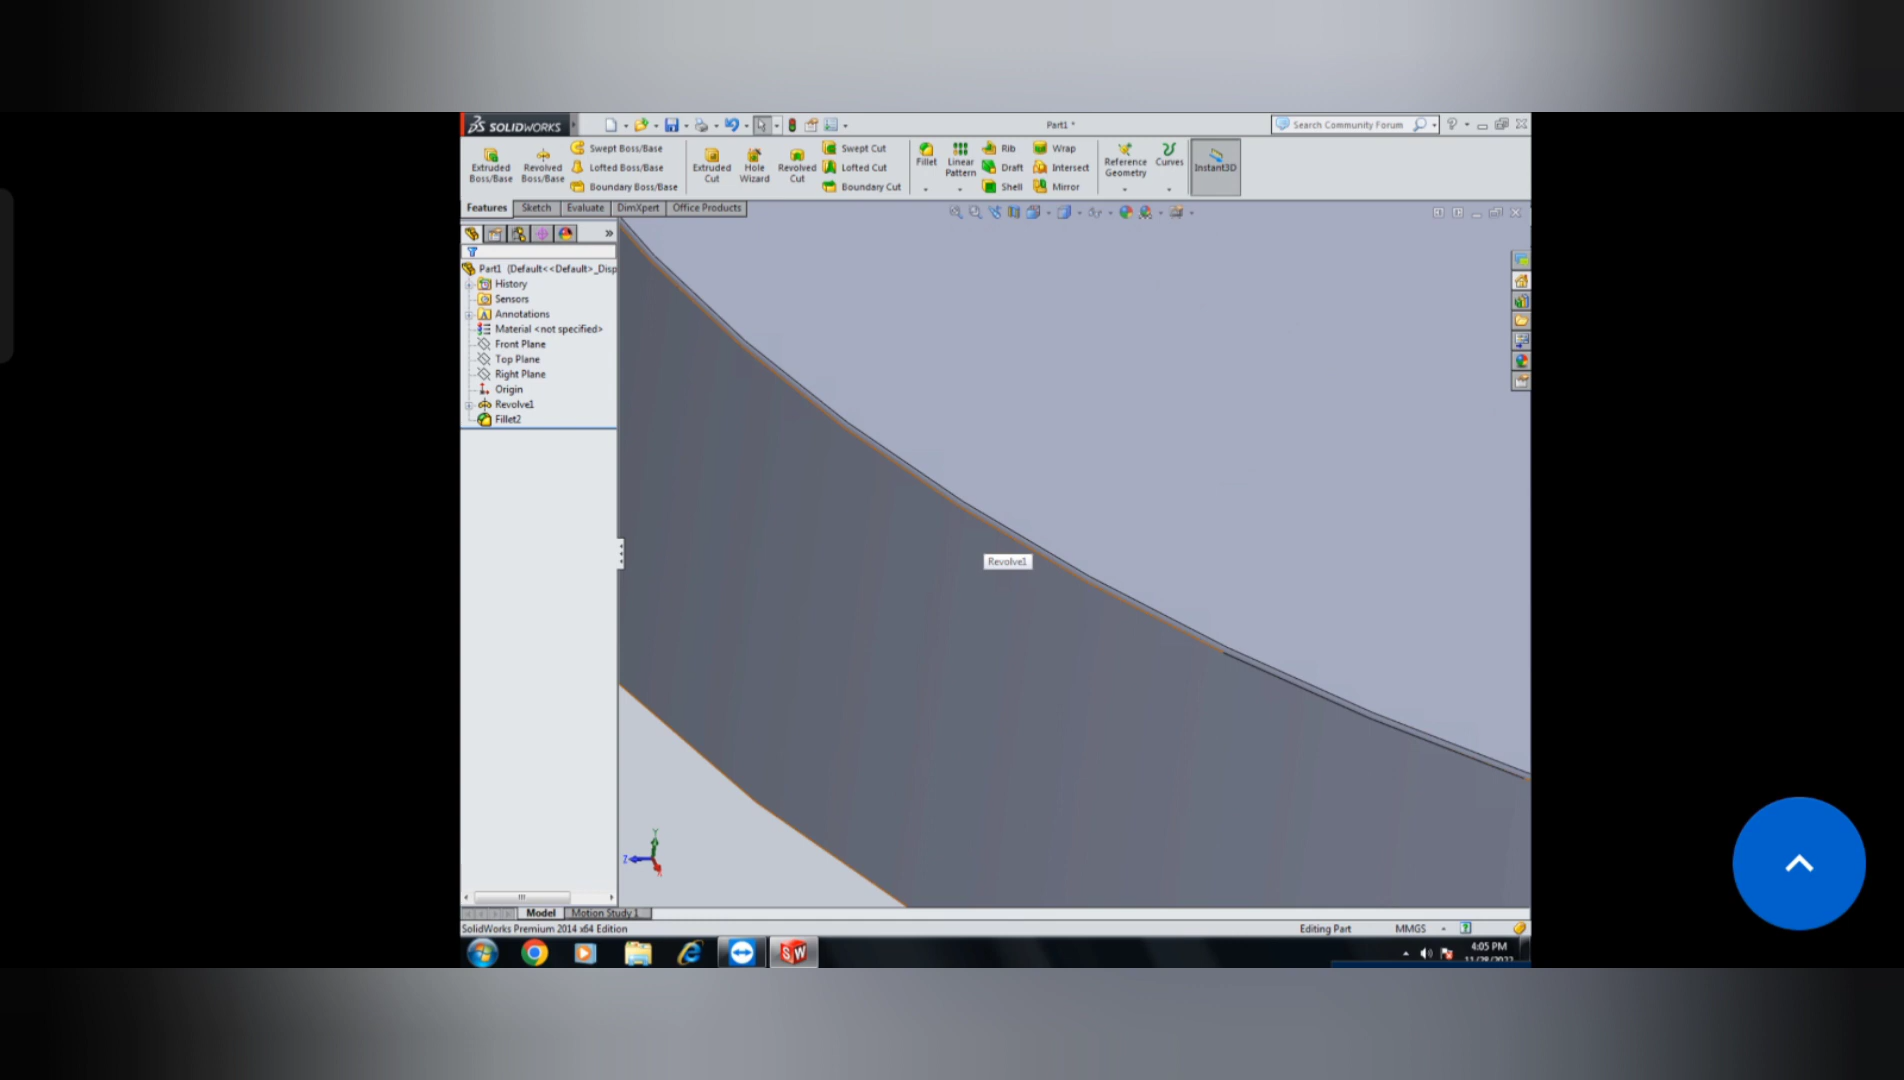 SOLIDWORKS
Part1 *
Search Community Forum
Extruded Boss/Base
Revolved Boss/Base
Swept Boss/Base
Lofted Boss/Base
Boundary Boss/Base
Extruded Cut
Hole Wizard
Revolved Cut
Swept Cut
Lofted Cut
Boundary Cut
Fillet
Linear Pattern
Rib
Draft
Shell
Wrap
Intersect
Mirror
Reference Geometry
Curves
Instant3D
Features
Sketch
Evaluate
DimXpert
Office Products
Part1 (Default<<Default>_Disp
History
Sensors
Annotations
Material <not specified>
Front Plane
Top Plane
Right Plane
Origin
Revolve1
Fillet2
Revolve1
Y
Z
Model
Motion Study 1
SolidWorks Premium 2014 x64 Edition
Editing Part
MMGS
SW
4:05 PM
11/28/2022